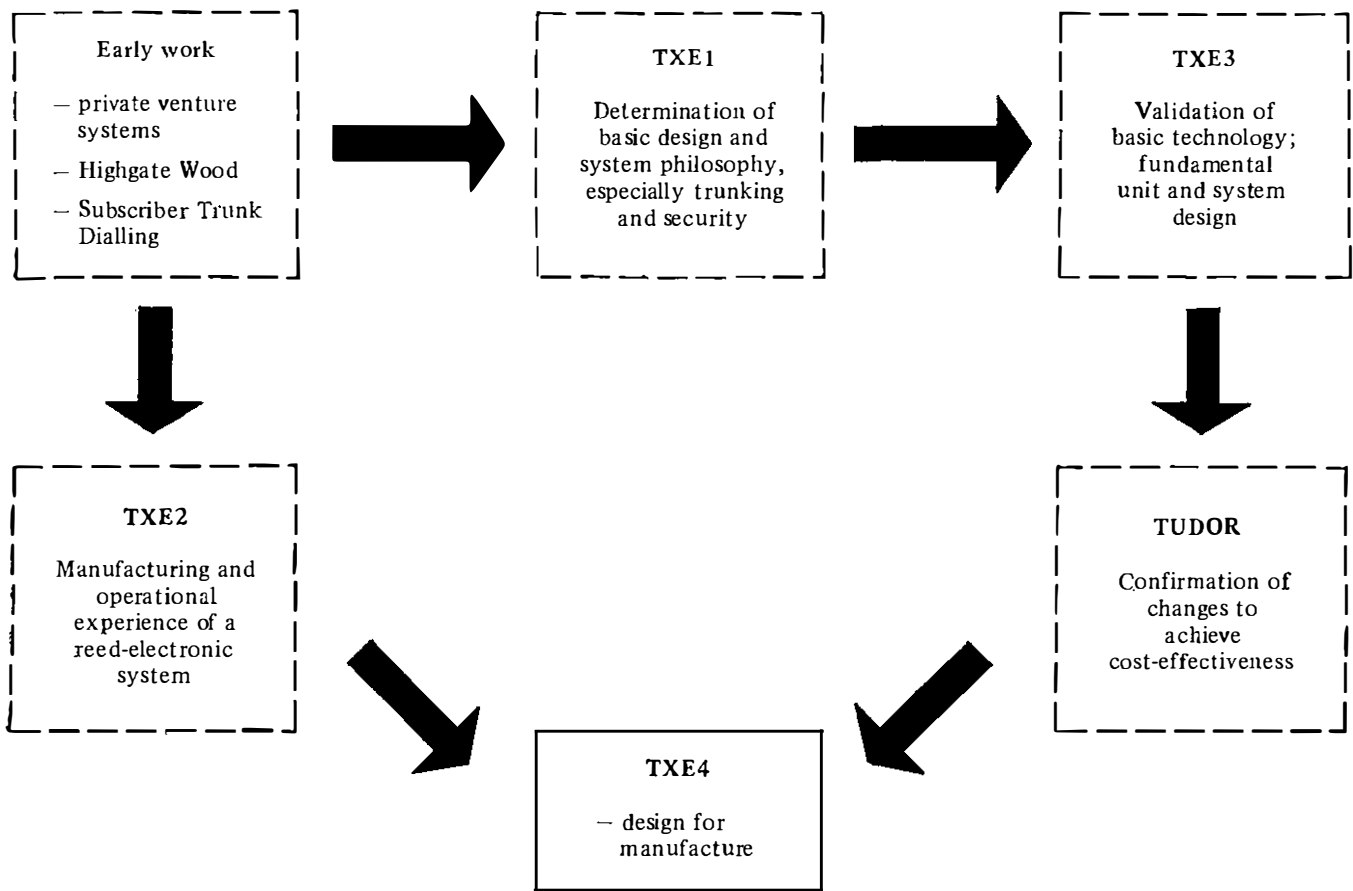 Early work
— private venture
systems
— Highgate Wood
— Subscriber Trunk
Dialling
TXE1
Determination of
basic design and
system philosophy,
especially trunking
and security
TXE3
Validation of
basic technology;
fundamental
unit and system
design
TXE2
Manufacturing and
operational
experience of a
reed-electronic
system
TUDOR
Confirmation of
changes to
achieve
cost-effectiveness
TXE4
— design for
manufacture